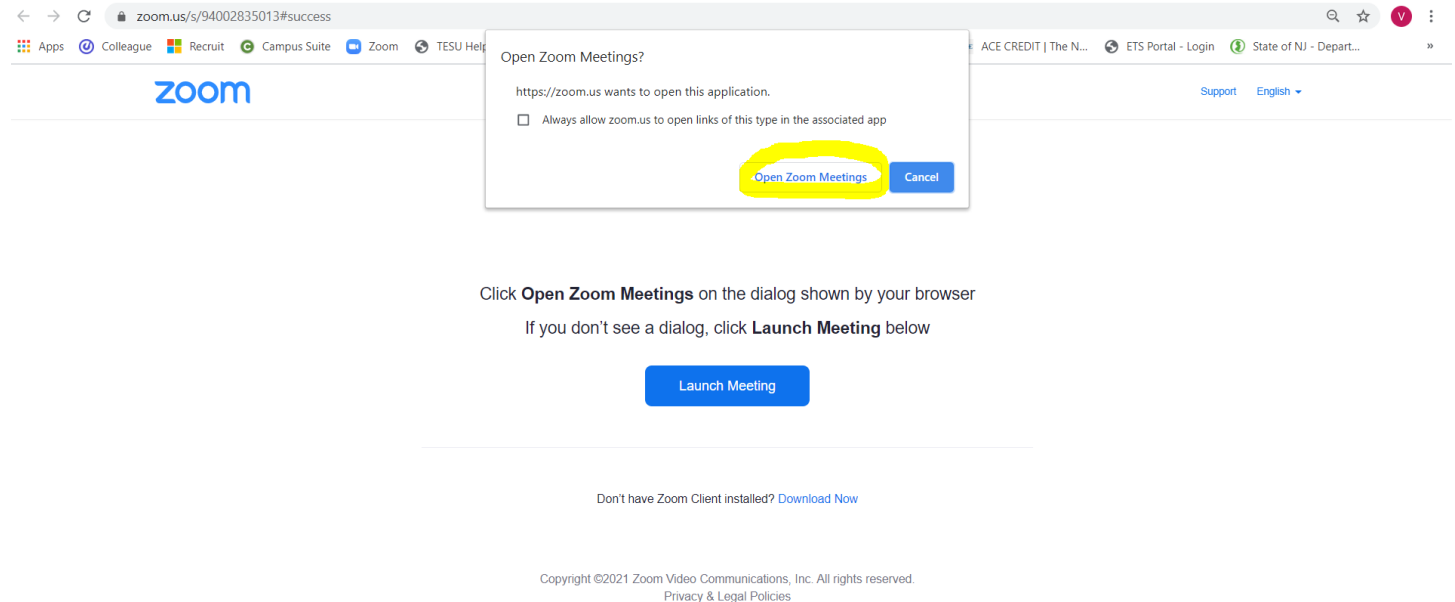 zoom.us/s/94002835013#success
V
Apps Colleague Recruit Campus Suite Zoom TESU Help ACE CREDIT | The N... ETS Portal - Login State of NJ - Depart... »
Open Zoom Meetings?
https://zoom.us wants to open this application.
Always allow zoom.us to open links of this type in the associated app
Open Zoom Meetings Cancel
zoom Support English
Click Open Zoom Meetings on the dialog shown by your browser
If you don’t see a dialog, click Launch Meeting below
Launch Meeting
Don’t have Zoom Client installed? Download Now
Copyright ©2021 Zoom Video Communications, Inc. All rights reserved.
Privacy & Legal Policies